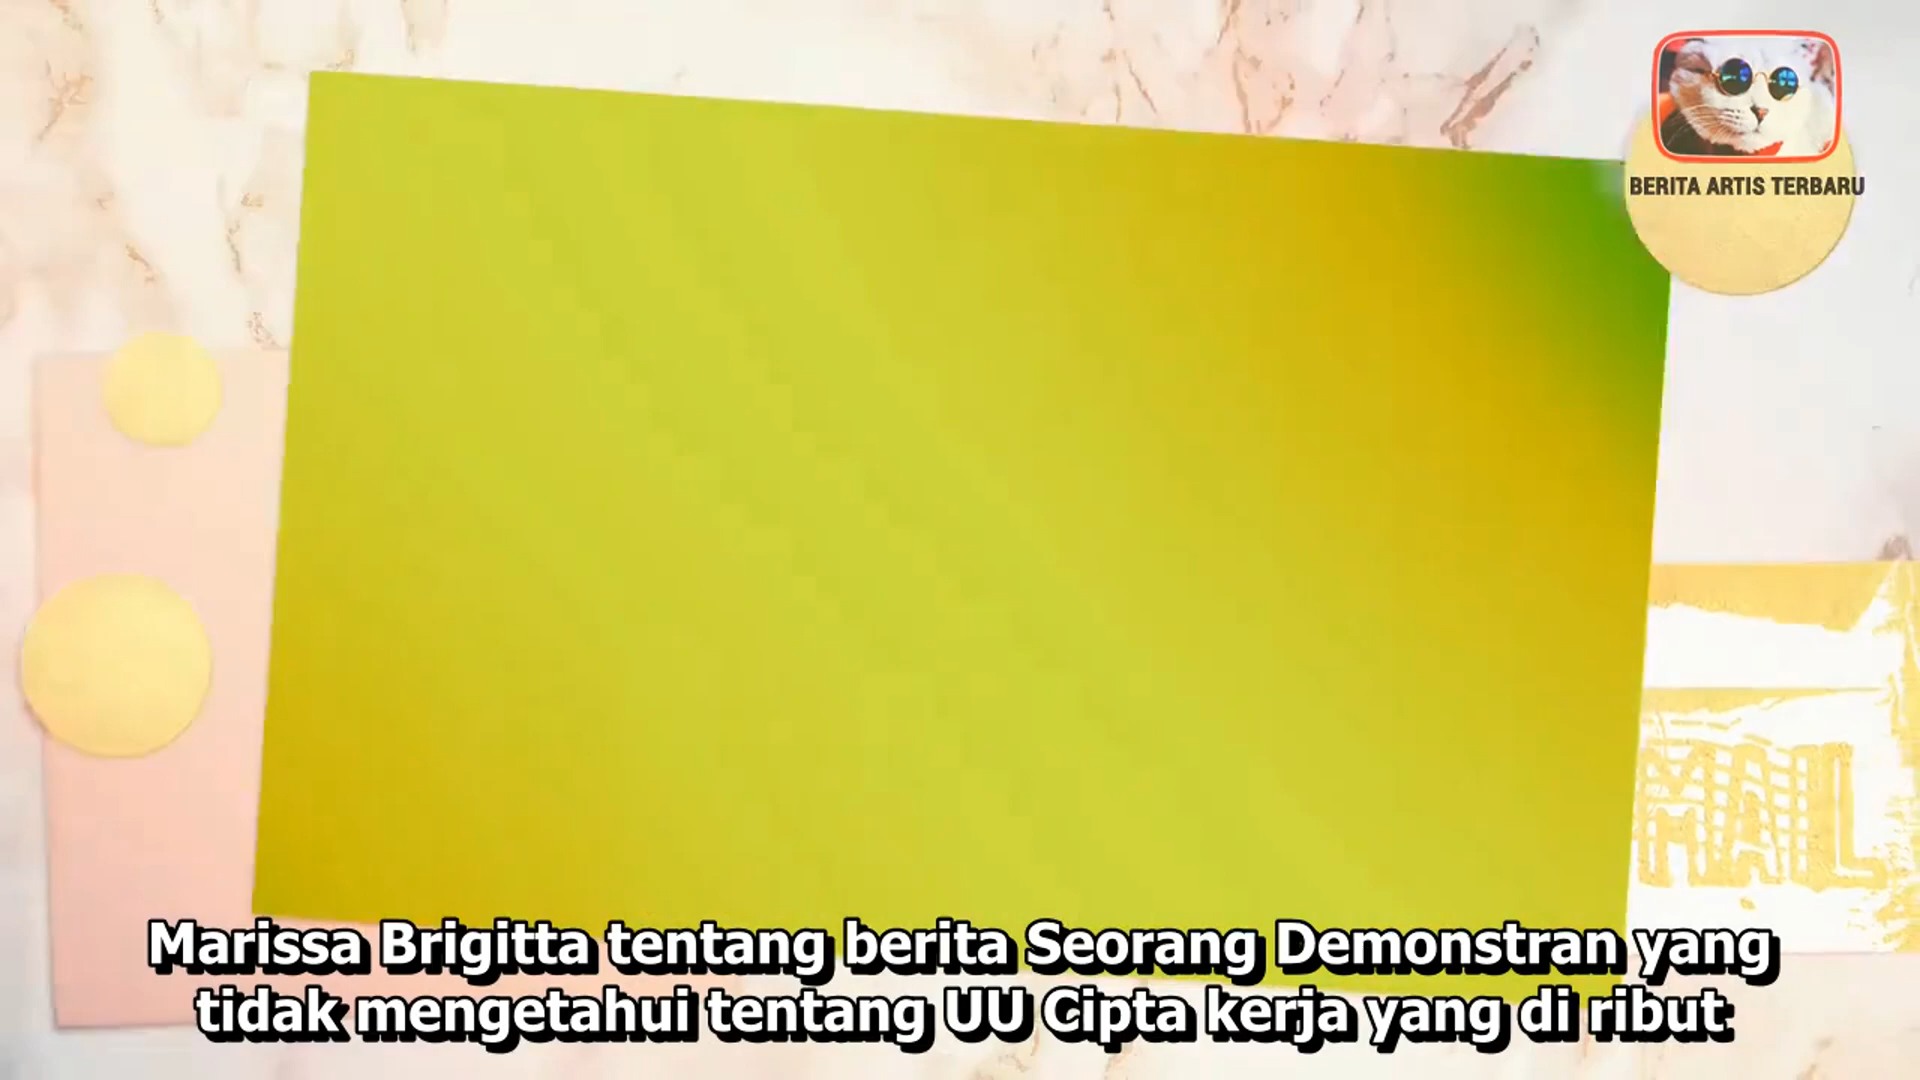 BERITA ARTIS TERBARU
MAIL
Marissa Brigitta tentang berita Seorang Demonstran yang
tidak mengetahui tentang UU Cipta kerja yang di ribut